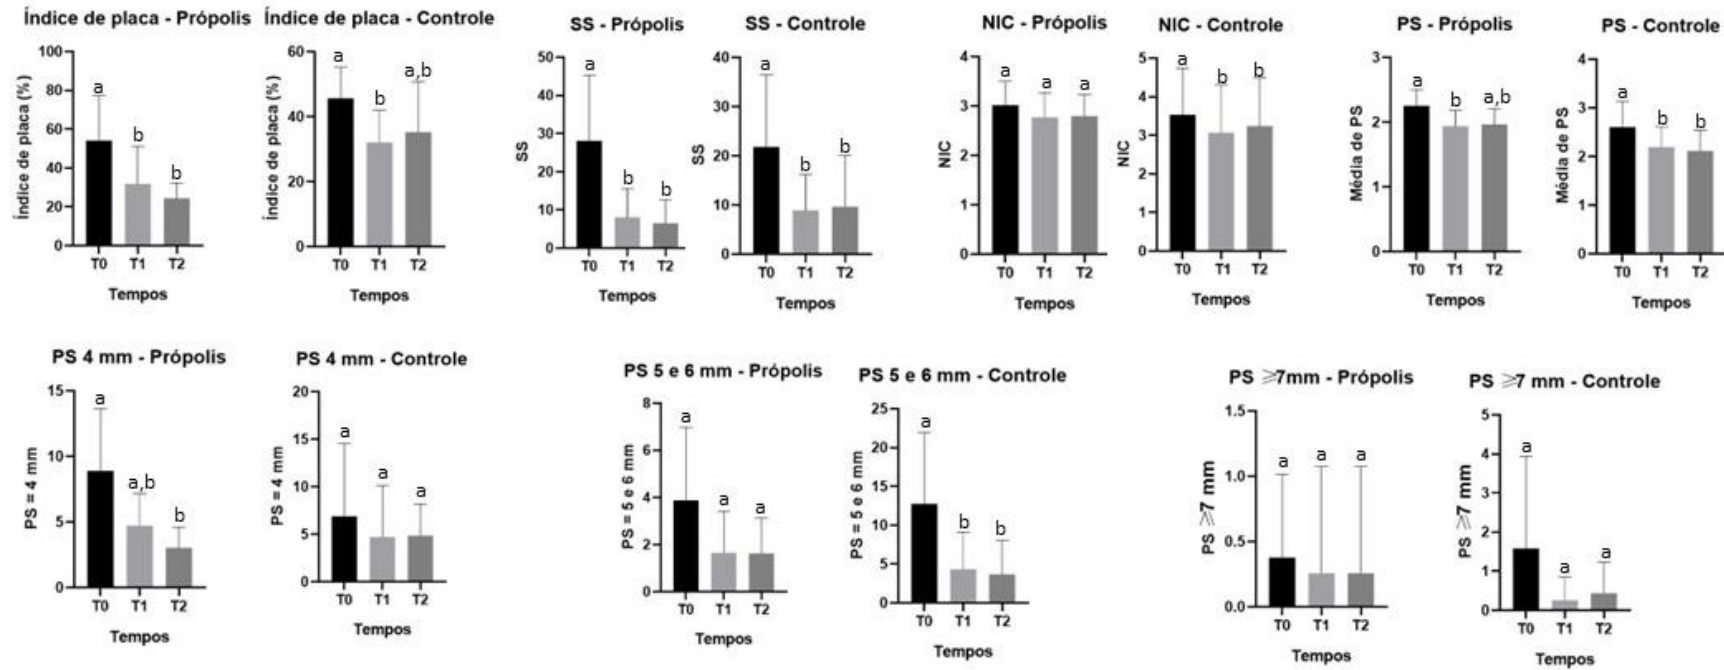 Índice de placa - Própolis
Índice de placa (%)
100
80
60
40
20
0
a
b
b
T0 T1 T2
Tempos
Índice de placa - Controle
Índice de placa (%)
60
40
20
0
a
b
a,b
T0 T1 T2
Tempos
SS - Própolis
SS
50
40
30
20
10
0
a
b
b
T0 T1 T2
Tempos
SS - Controle
SS
40
30
20
10
0
a
b
b
T0 T1 T2
Tempos
NIC - Própolis
NIC
4
3
2
1
0
a
a
a
T0 T1 T2
Tempos
NIC - Controle
NIC
5
4
3
2
1
0
a
b
b
T0 T1 T2
Tempos
PS - Própolis
Média de PS
3
2
1
0
a
b
a,b
T0 T1 T2
Tempos
PS - Controle
Média de PS
4
3
2
1
0
a
b
b
T0 T1 T2
Tempos
PS 4 mm - Própolis
PS = 4 mm
15
10
5
0
a
a,b
b
T0 T1 T2
Tempos
PS 4 mm - Controle
PS = 4 mm
20
15
10
5
0
a
a
a
T0 T1 T2
Tempos
PS 5 e 6 mm - Própolis
PS = 5 e 6 mm
8
6
4
2
0
a
a
a
T0 T1 T2
Tempos
PS 5 e 6 mm - Controle
PS = 5 e 6 mm
25
20
15
10
5
0
a
b
b
T0 T1 T2
Tempos
PS ⩾7mm - Própolis
PS ⩾7 mm
1.5
1.0
0.5
0.0
a
a
a
T0 T1 T2
Tempos
PS ⩾7 mm - Controle
PS ⩾7 mm
5
4
3
2
1
0
a
a
a
T0 T1 T2
Tempos